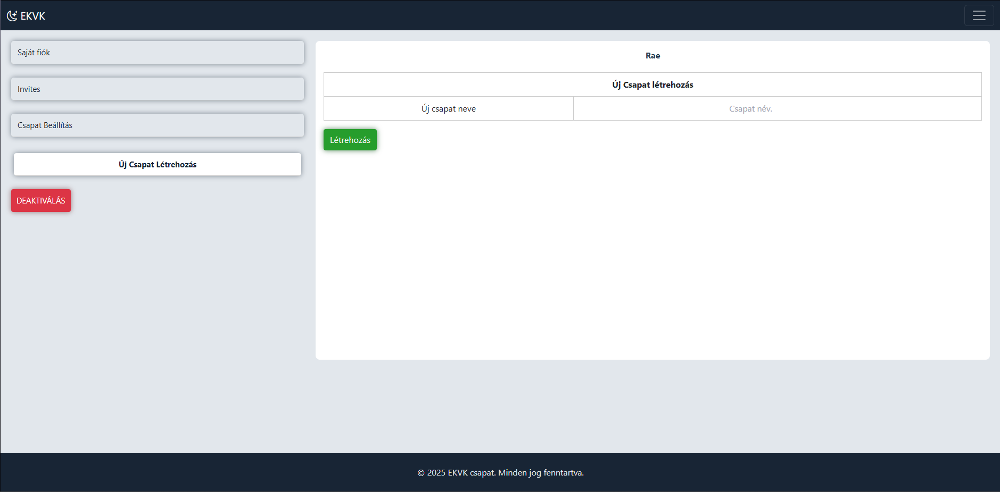 EKVK
Saját fiók
Invites
Csapat Beállítás
Új Csapat Létrehozás
DEAKTIVÁLÁS
Rae
Új Csapat létrehozás
Új csapat neve
Csapat név.
Létrehozás
© 2025 EKVK csapat. Minden jog fenntartva.